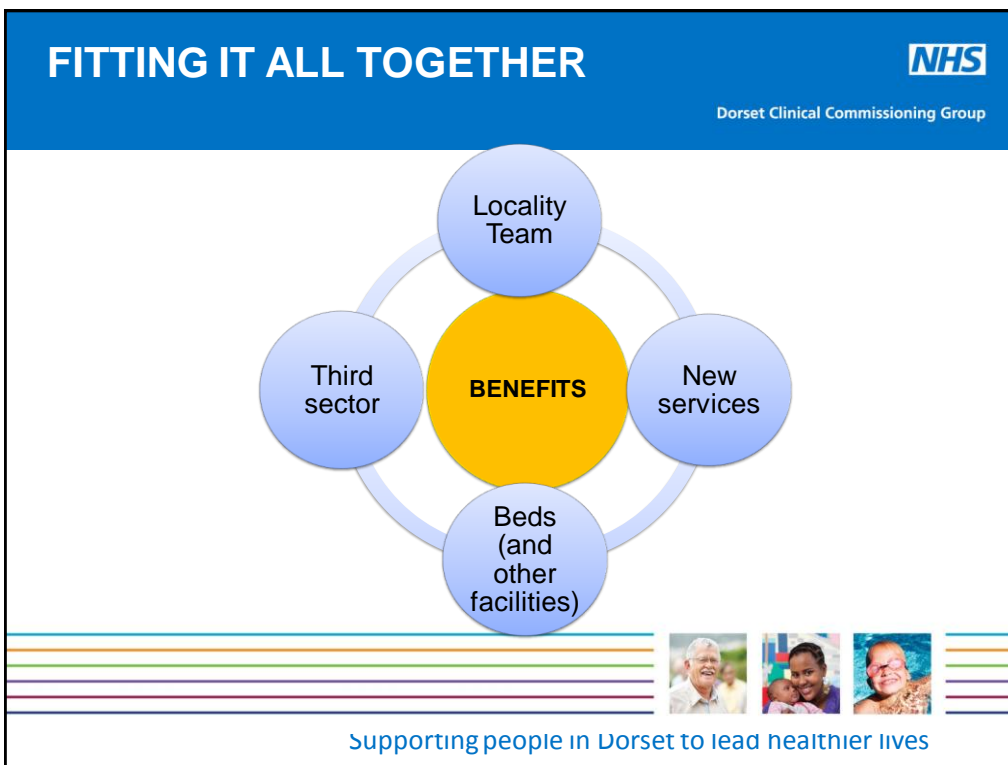 FITTING IT ALL TOGETHER
NHS
Dorset Clinical Commissioning Group
Locality
Team
Third
sector
BENEFITS
New
services
Beds
(and
other
facilities)
Supporting people in Dorset to lead healthier lives